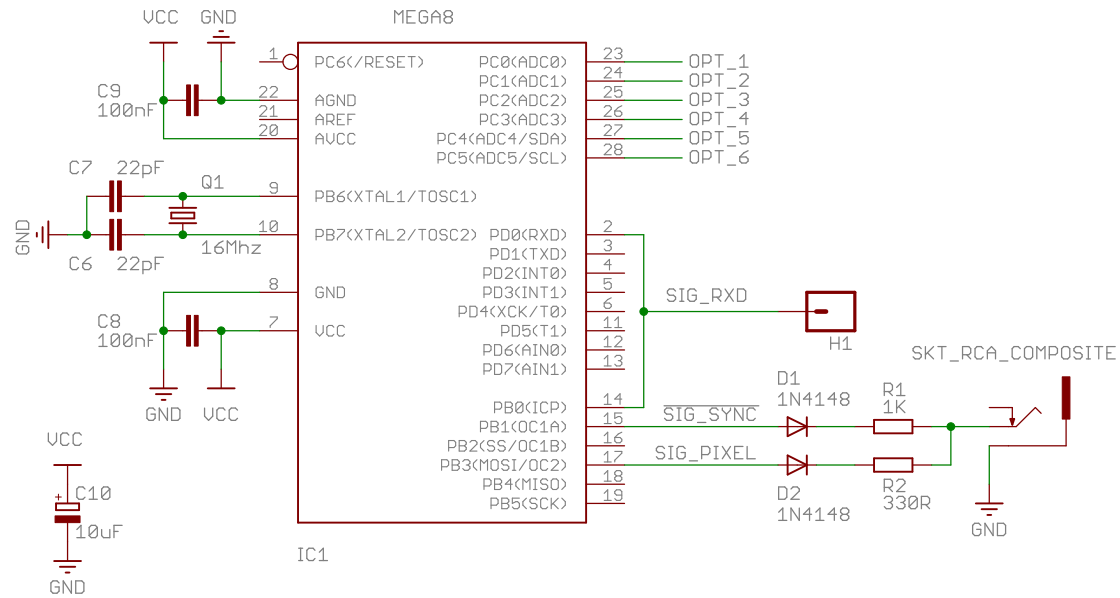 VCC GND MEGA8
1 PC6(/RESET) PC0(ADC0) 23 OPT_1
PC1(ADC1) 24 OPT_2
C9 22 AGND PC2(ADC2) 25 OPT_3
100nF 21 AREF PC3(ADC3) 26 OPT_4
20 AVCC PC4(ADC4/SDA) 27 OPT_5
PC5(ADC5/SCL) 28 OPT_6
C7 22pF Q1
9 PB6(XTAL1/TOSC1)
GND 10 PB7(XTAL2/TOSC2) PD0(RXD) 2
16Mhz PD1(TXD) 3
C6 22pF PD2(INT0) 4
8 GND PD3(INT1) 5 SIG_RXD
PD4(XCK/T0) 6
C8 7 VCC PD5(T1) 11
100nF PD6(AIN0) 12 H1
PD7(AIN1) 13 SKT_RCA_COMPOSITE
D1 R1
1N4148 1K
GND VCC PB0(ICP) 14 SIG_SYNC
PB1(OC1A) 15
VCC PB2(SS/OC1B) 16 SIG_PIXEL
PB3(MOSI/OC2) 17
PB4(MISO) 18 D2 R2
+ C10 PB5(SCK) 19 1N4148 330R
10uF GND
IC1
GND